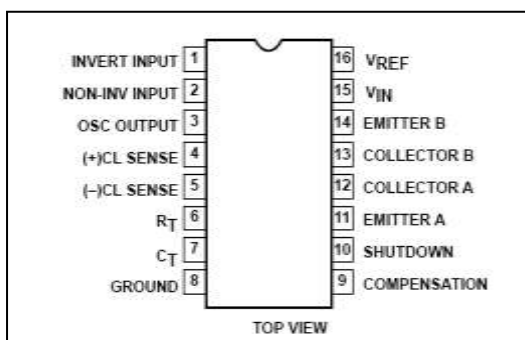 INVERT INPUT 1
NON-INV INPUT 2
OSC OUTPUT 3
(+)CL SENSE 4
(–)CL SENSE 5
RT 6
CT 7
GROUND 8
16 VREF
15 VIN
14 EMITTER B
13 COLLECTOR B
12 COLLECTOR A
11 EMITTER A
10 SHUTDOWN
9 COMPENSATION
TOP VIEW